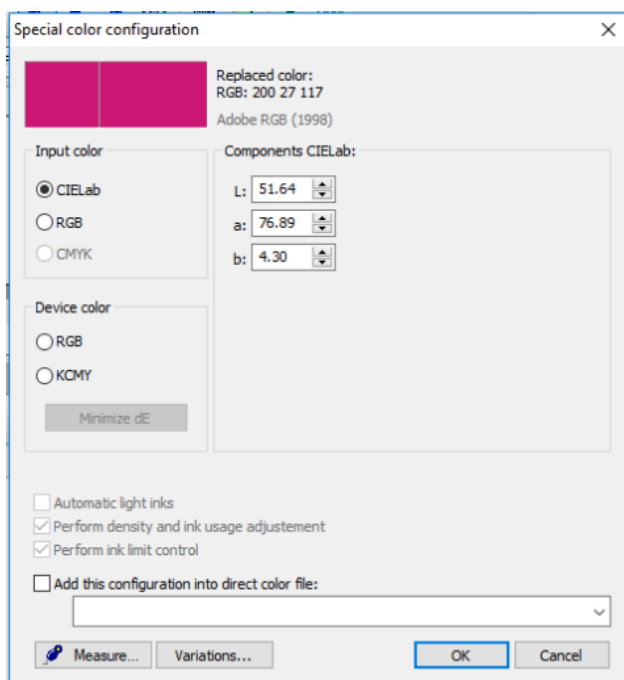 Special color configuration
Replaced color:
RGB: 200 27 117
Adobe RGB (1998)
Input color
CIELab
RGB
CMYK
Components CIELab:
L: 51.64
a: 76.89
b: 4.30
Device color
RGB
KCMY
Minimize dE
Automatic light inks
Perform density and ink usage adjustement
Perform ink limit control
Add this configuration into direct color file:
Measure...
Variations...
OK
Cancel